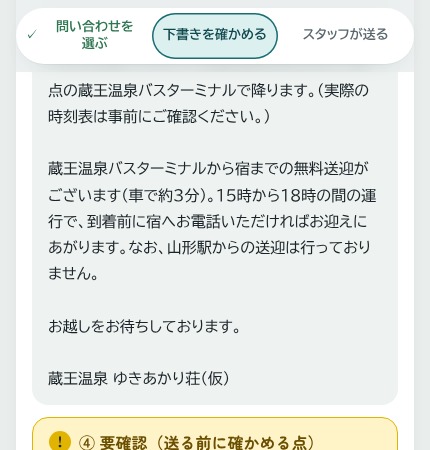 ✓ 問い合わせを
選ぶ
下書きを確かめる
スタッフが送る
点の蔵王温泉バスターミナルで降ります。（実際の
時刻表は事前にご確認ください。）
蔵王温泉バスターミナルから宿までの無料送迎が
ございます（車で約3分）。15時から18時の間の運
行で、到着前に宿へお電話いただければお迎えに
あがります。なお、山形駅からの送迎は行っており
ません。
お越しをお待ちしております。
蔵王温泉 ゆきあかり荘（仮）
! ④ 要確認（送る前に確かめる点）